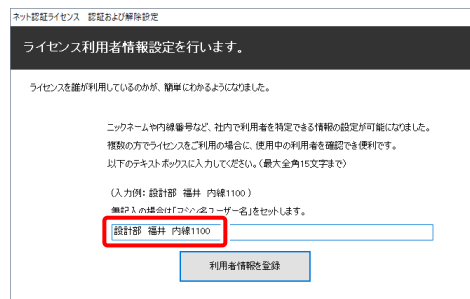 ネット認証ライセンス 認証および解除設定
ライセンス利用者情報設定を行います。
ライセンスを誰が利用しているのかが、簡単にわかるようになりました。
ニックネームや内線番号など、社内で利用者を特定できる情報の設定が可能になりました。
複数の方でライセンスをご利用の場合に、使用中の利用者を確認でき便利です。
以下のテキストボックスに入力してください。（最大全角15文字まで）
（入力例：設計部 福井 内線1100）
無記入の場合は「マシン名ユーザー名」をセットします。
設計部 福井 内線1100
利用者情報を登録